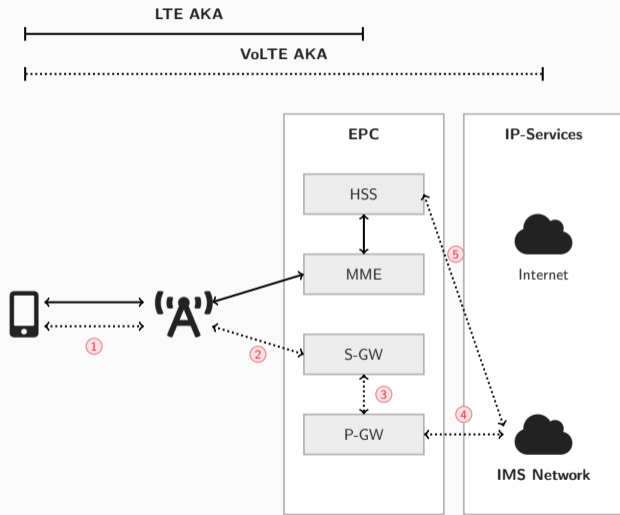 LTE AKA
VoLTE AKA
EPC
IP-Services
HSS
5
MME
Internet
1
2
S-GW
3
4
P-GW
IMS Network